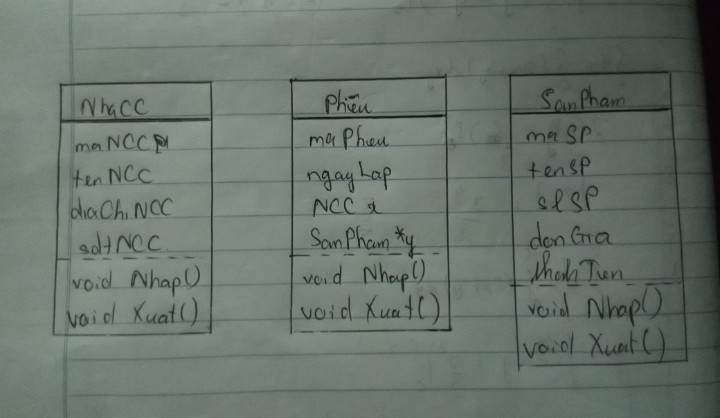 NhaCC
maNCC
tenNCC
diaChiNCC
sdtNCC
void Nhap()
void Xuat()
Phiếu
maPhieu
ngayLap
NCC x
SanPham *y
void Nhap()
void Xuat()
SanPham
maSP
tenSP
slSP
donGia
thanhTien
void Nhap()
void Xuat()